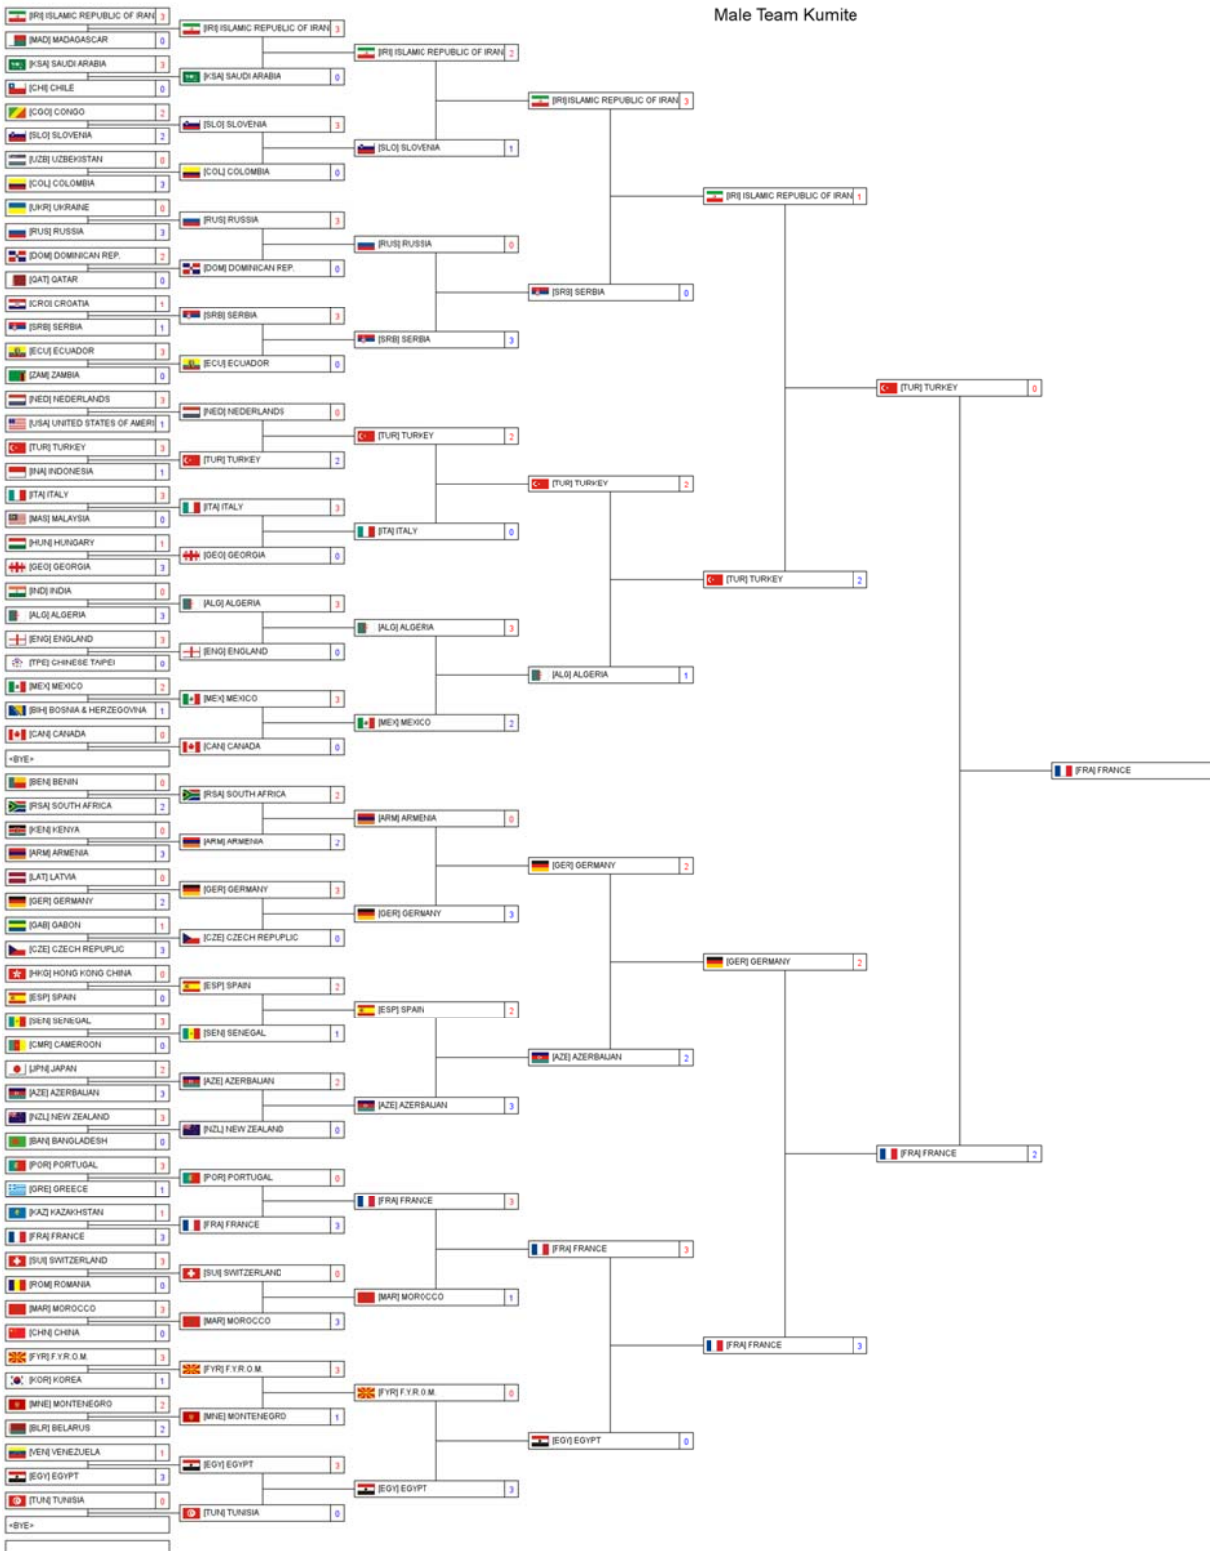 Male Team Kumite
[IRI] ISLAMIC REPUBLIC OF IRAN 3
[MAD] MADAGASCAR 0
[KSA] SAUDI ARABIA 3
[CHI] CHILE 0
[CGO] CONGO 2
[SLO] SLOVENIA 2
[UZB] UZBEKISTAN 0
[COL] COLOMBIA 3
[UKR] UKRAINE 0
[RUS] RUSSIA 3
[DOM] DOMINICAN REP. 2
[QAT] QATAR 0
[CRO] CROATIA 1
[SRB] SERBIA 1
[ECU] ECUADOR 3
[ZAM] ZAMBIA 0
[NED] NEDERLANDS 3
[USA] UNITED STATES OF AMERI 1
[TUR] TURKEY 3
[INA] INDONESIA 1
[ITA] ITALY 3
[MAS] MALAYSIA 0
[HUN] HUNGARY 1
[GEO] GEORGIA 3
[IND] INDIA 0
[ALG] ALGERIA 3
[ENG] ENGLAND 3
[TPE] CHINESE TAIPEI 0
[MEX] MEXICO 2
[BIH] BOSNIA & HERZEGOVINA 1
[CAN] CANADA 0
<BYE>
[BEN] BENIN 0
[RSA] SOUTH AFRICA 2
[KEN] KENYA 0
[ARM] ARMENIA 3
[LAT] LATVIA 0
[GER] GERMANY 2
[GAB] GABON 1
[CZE] CZECH REPUPLIC 3
[HKG] HONG KONG CHINA 0
[ESP] SPAIN 0
[SEN] SENEGAL 3
[CMR] CAMEROON 0
[JPN] JAPAN 2
[AZE] AZERBAIJAN 3
[NZL] NEW ZEALAND 3
[BAN] BANGLADESH 0
[POR] PORTUGAL 3
[GRE] GREECE 1
[KAZ] KAZAKHSTAN 1
[FRA] FRANCE 3
[SUI] SWITZERLAND 3
[ROM] ROMANIA 0
[MAR] MOROCCO 3
[CHN] CHINA 0
[FYR] F.Y.R.O.M. 3
[KOR] KOREA 1
[MNE] MONTENEGRO 2
[BLR] BELARUS 2
[VEN] VENEZUELA 1
[EGY] EGYPT 3
[TUN] TUNISIA 0
<BYE>
[IRI] ISLAMIC REPUBLIC OF IRAN 3
[KSA] SAUDI ARABIA 0
[SLO] SLOVENIA 3
[COL] COLOMBIA 0
[RUS] RUSSIA 3
[DOM] DOMINICAN REP. 0
[SRB] SERBIA 3
[ECU] ECUADOR 0
[NED] NEDERLANDS 0
[TUR] TURKEY 2
[ITA] ITALY 3
[GEO] GEORGIA 0
[ALG] ALGERIA 3
[ENG] ENGLAND 0
[MEX] MEXICO 3
[CAN] CANADA 0
[RSA] SOUTH AFRICA 2
[ARM] ARMENIA 2
[GER] GERMANY 3
[CZE] CZECH REPUPLIC 0
[ESP] SPAIN 2
[SEN] SENEGAL 1
[AZE] AZERBAIJAN 2
[NZL] NEW ZEALAND 0
[POR] PORTUGAL 0
[FRA] FRANCE 3
[SUI] SWITZERLAND 0
[MAR] MOROCCO 3
[FYR] F.Y.R.O.M. 3
[MNE] MONTENEGRO 1
[EGY] EGYPT 3
[TUN] TUNISIA 0
[IRI] ISLAMIC REPUBLIC OF IRAN 2
[SLO] SLOVENIA 1
[RUS] RUSSIA 0
[SRB] SERBIA 3
[TUR] TURKEY 2
[ITA] ITALY 0
[ALG] ALGERIA 3
[MEX] MEXICO 2
[ARM] ARMENIA 0
[GER] GERMANY 3
[ESP] SPAIN 2
[AZE] AZERBAIJAN 3
[FRA] FRANCE 3
[MAR] MOROCCO 1
[FYR] F.Y.R.O.M. 0
[EGY] EGYPT 3
[IRI] ISLAMIC REPUBLIC OF IRAN 3
[SRB] SERBIA 0
[TUR] TURKEY 2
[ALG] ALGERIA 1
[GER] GERMANY 2
[AZE] AZERBAIJAN 2
[FRA] FRANCE 3
[EGY] EGYPT 0
[IRI] ISLAMIC REPUBLIC OF IRAN 1
[TUR] TURKEY 2
[GER] GERMANY 2
[FRA] FRANCE 3
[TUR] TURKEY 0
[FRA] FRANCE 2
[FRA] FRANCE